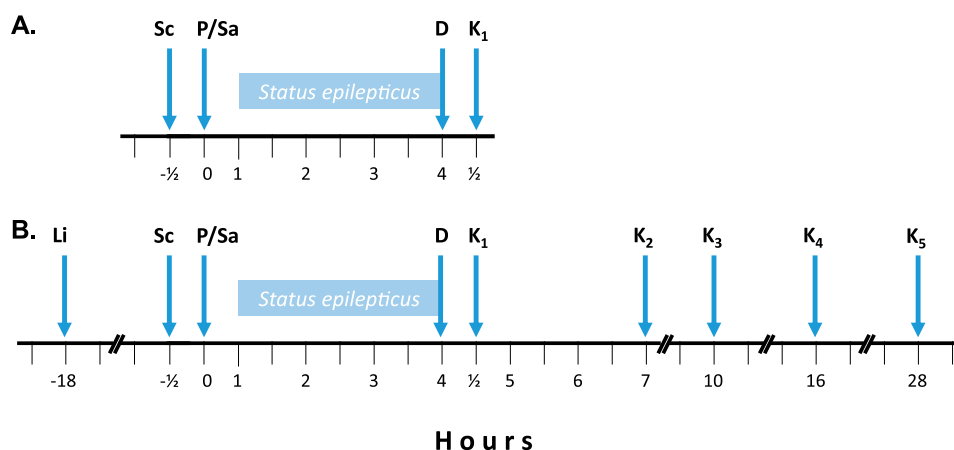 A.
Sc P/Sa D K₁
Status epilepticus
-½ 0 1 2 3 4 ½
B.
Li Sc P/Sa D K₁ K₂ K₃ K₄ K₅
Status epilepticus
-18 -½ 0 1 2 3 4 ½ 5 6 7 10 16 28
Hours